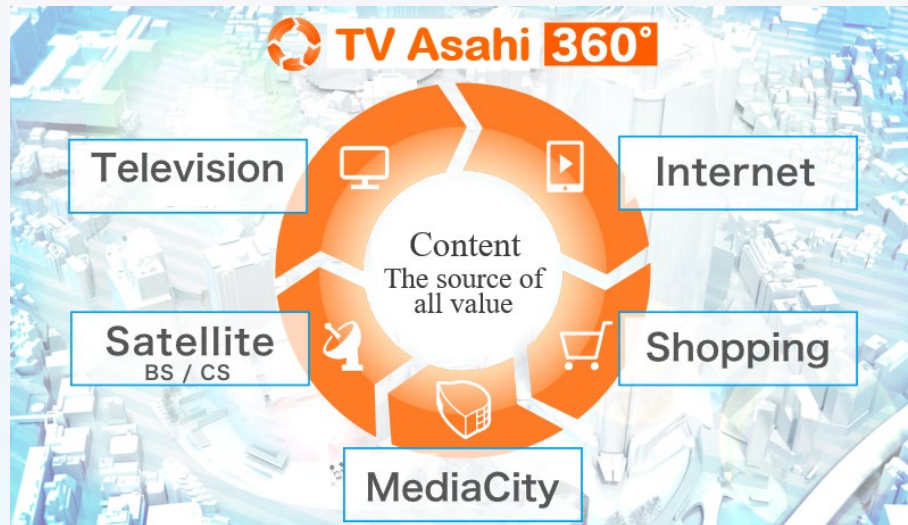 TV Asahi 360°
Television
Internet
Content
The source of
all value
Satellite
BS / CS
Shopping
MediaCity